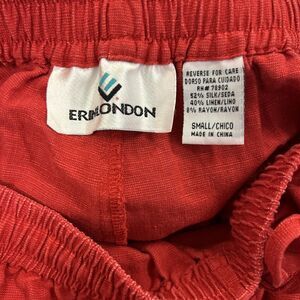 ERIN LONDON
REVERSE FOR CARE
DORSO PARA CUIDADO
RN# 78902
52% SILK/SEDA
40% LINEN/LINO
8% RAYON/RAYON
SMALL/CHICO
MADE IN CHINA